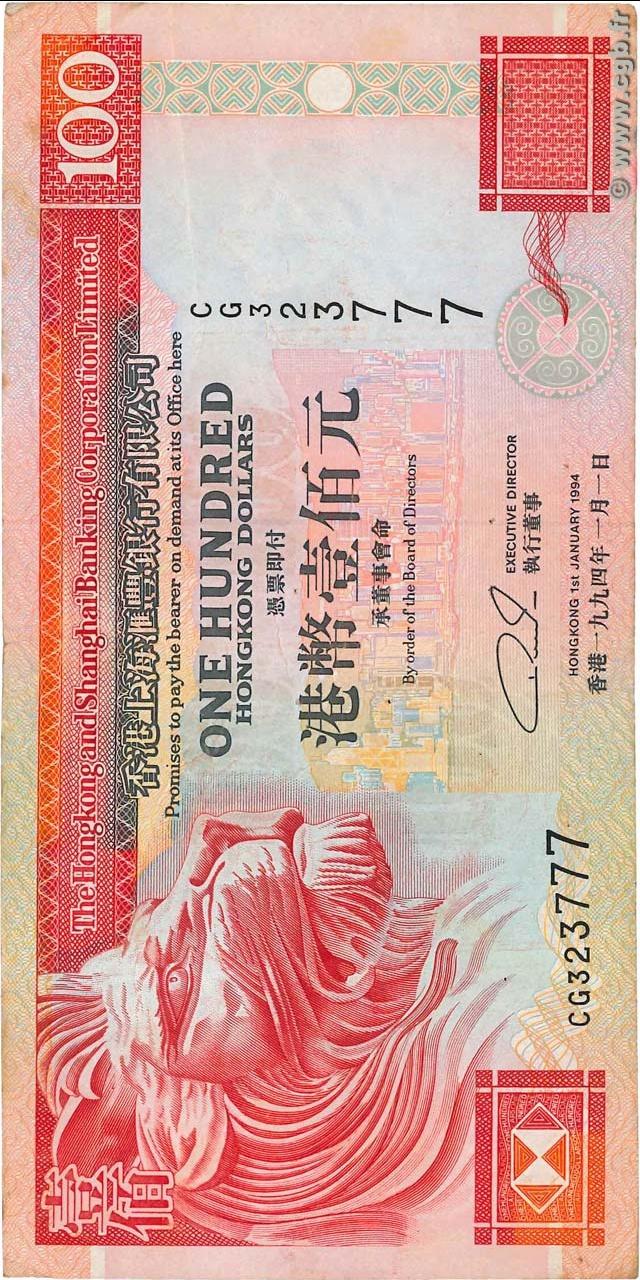 100
The Hongkong and Shanghai Banking Corporation Limited
香港上海滙豐銀行有限公司
Promises to pay the bearer on demand at its Office here
CG323777
ONE HUNDRED
HONGKONG DOLLARS
憑票即付
港幣壹佰元
承董事會命
By order of the Board of Directors
EXECUTIVE DIRECTOR
執行董事
HONGKONG 1st JANUARY 1994
香港一九九四年一月一日
CG323777
壹佰
© www.cgb.fr